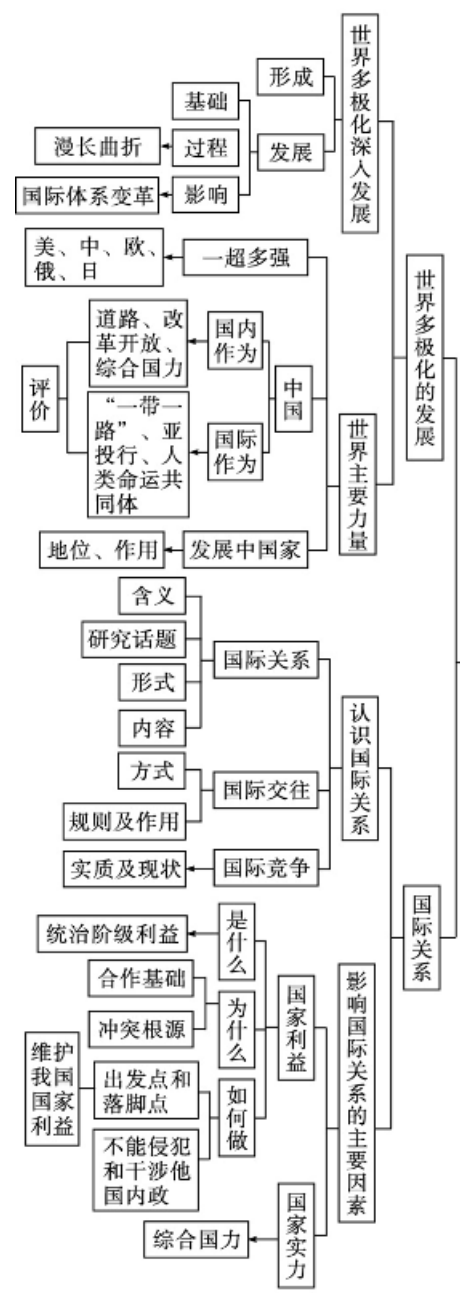 世界多极化的发展
世界多极化深入发展
形成
发展
基础
过程
漫长曲折
影响
国际体系变革
世界主要力量
一超多强
美、中、欧、
俄、日
中国
国内
作为
道路、改
革开放、
综合国力
国际
作为
“一带一
路”、亚
投行、人
类命运共
同体
评价
发展中国家
地位、作用
国际关系
认识国际关系
国际关系
含义
研究话题
形式
内容
国际交往
方式
规则及作用
国际竞争
实质及现状
影响国际关系的主要因素
国家利益
是什么
统治阶级利益
为什么
合作基础
冲突根源
如何做
出发点和
落脚点
不能侵犯
和干涉他
国内政
维护
我国
国家
利益
国家实力
综合国力